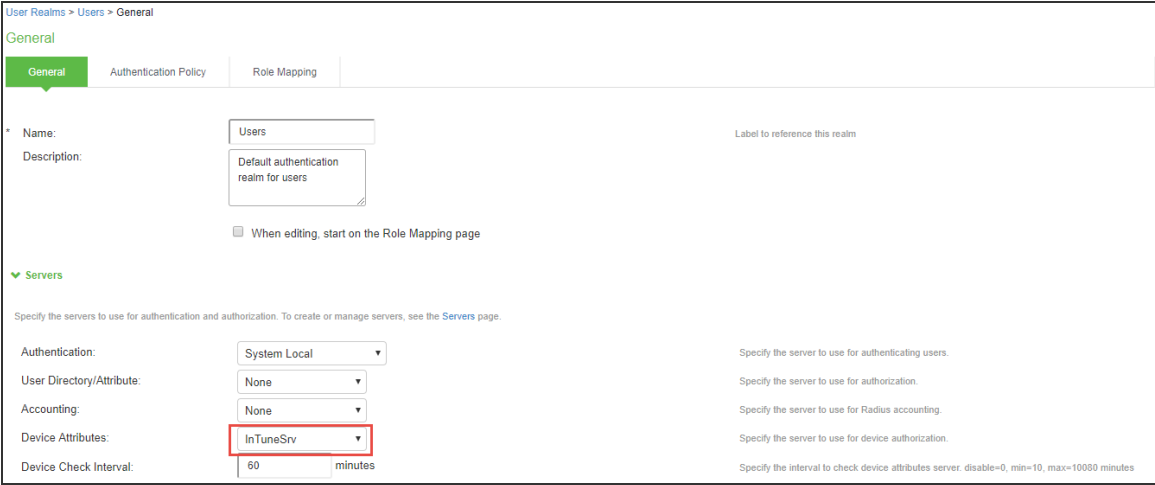 User Realms > Users > General
General
General Authentication Policy Role Mapping
* Name: Users Label to reference this realm
Description: Default authentication
realm for users
When editing, start on the Role Mapping page
Servers
Specify the servers to use for authentication and authorization. To create or manage servers, see the Servers page.
Authentication: System Local Specify the server to use for authenticating users.
User Directory/Attribute: None Specify the server to use for authorization.
Accounting: None Specify the server to use for Radius accounting.
Device Attributes: InTuneSrv Specify the server to use for device authorization.
Device Check Interval: 60 minutes Specify the interval to check device attributes server. disable=0, min=10, max=10080 minutes